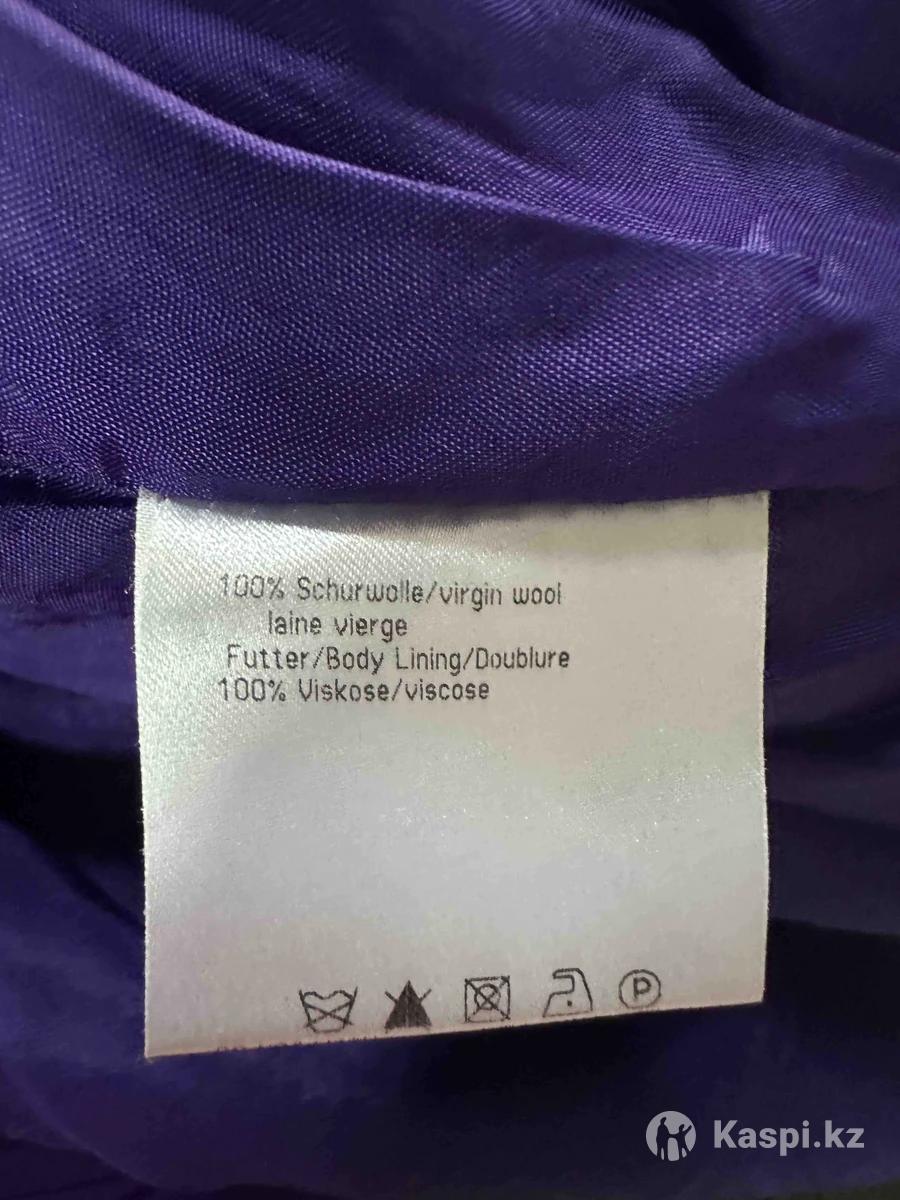 100% Schurwolle/virgin wool
laine vierge
Futter/Body Lining/Doublure
100% Viskose/viscose
P
Kaspi.kz